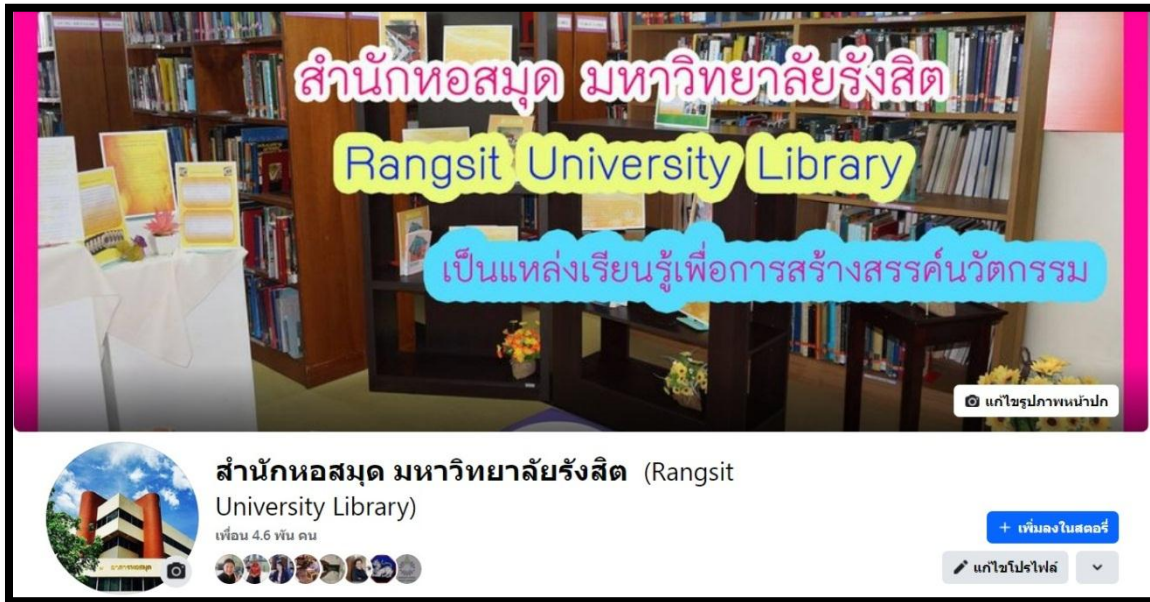 สำนักหอสมุด มหาวิทยาลัยรังสิต
Rangsit University Library
เป็นแหล่งเรียนรู้เพื่อการสร้างสรรค์นวัตกรรม
แก้ไขรูปภาพหน้าปก
สำนักหอสมุด มหาวิทยาลัยรังสิต (Rangsit
University Library)
เพื่อน 4.6 พัน คน
+ เพิ่มลงในสตอรี่
แก้ไขโปรไฟล์